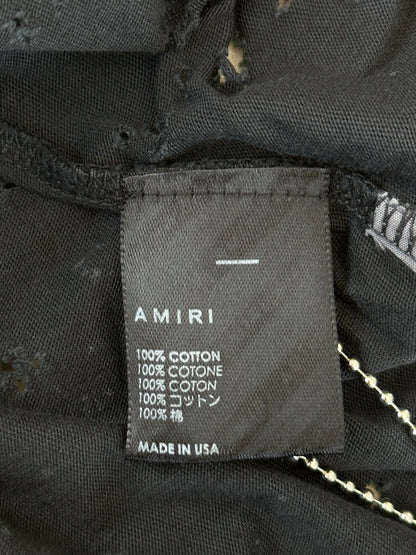 AMIRI
100% COTTON
100% COTONE
100% COTON
100% コットン
100% 棉
MADE IN USA